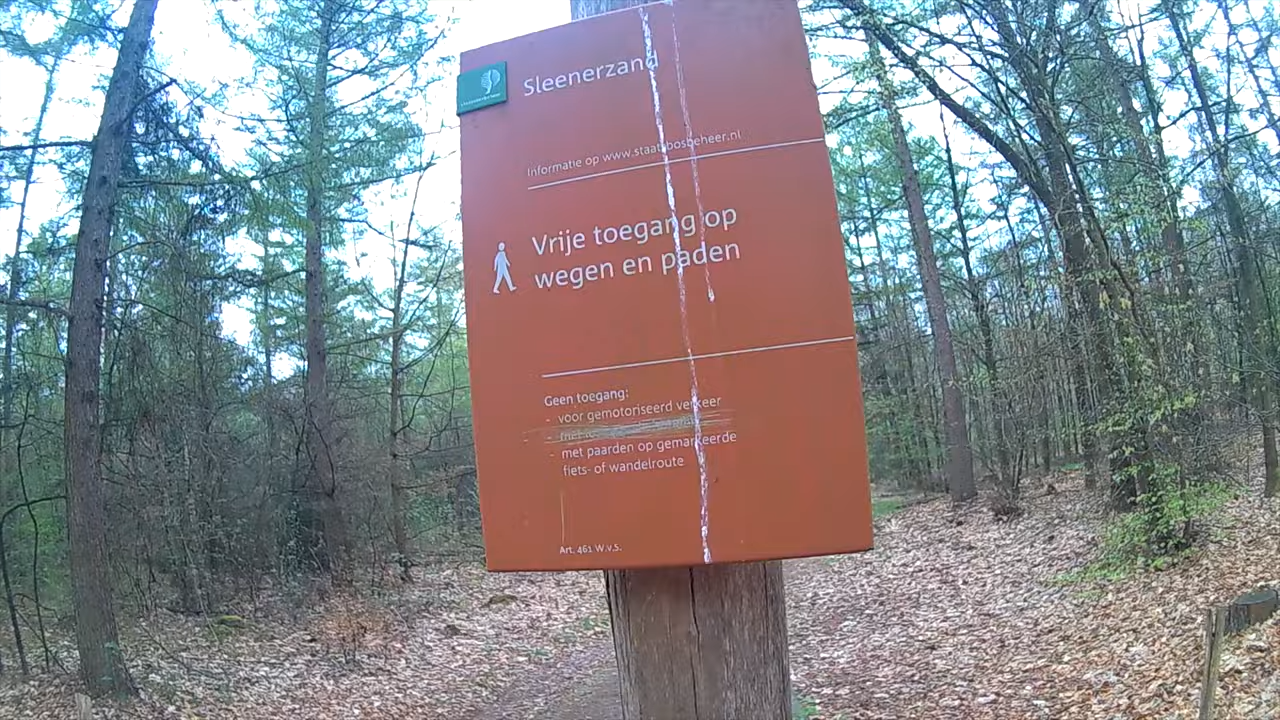 Sleenerzand
Informatie op www.staatsbosbeheer.nl
Vrije toegang op
wegen en paden
Geen toegang:
- voor gemotoriseerd verkeer
-
- met paarden op gemarkeerde
fiets- of wandelroute
Art. 461 W.v.S.